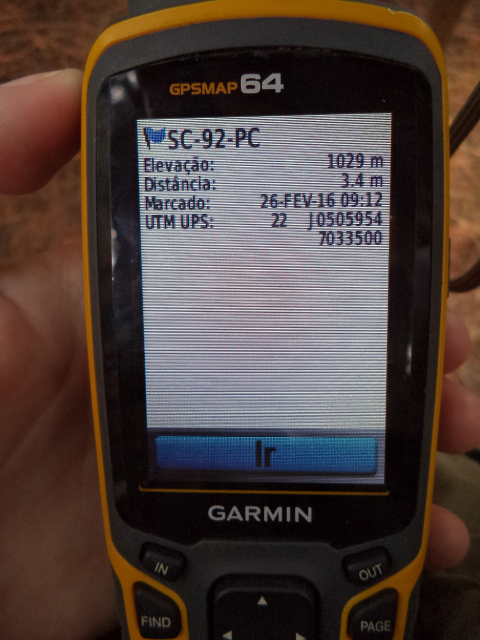 GPSMAP 64
SC-92-PC
Elevação: 1029 m
Distância: 3.4 m
Marcado: 26-FEV-16 09:12
UTM UPS: 22 J0505954
7033500
Ir
GARMIN
IN OUT
FIND PAGE